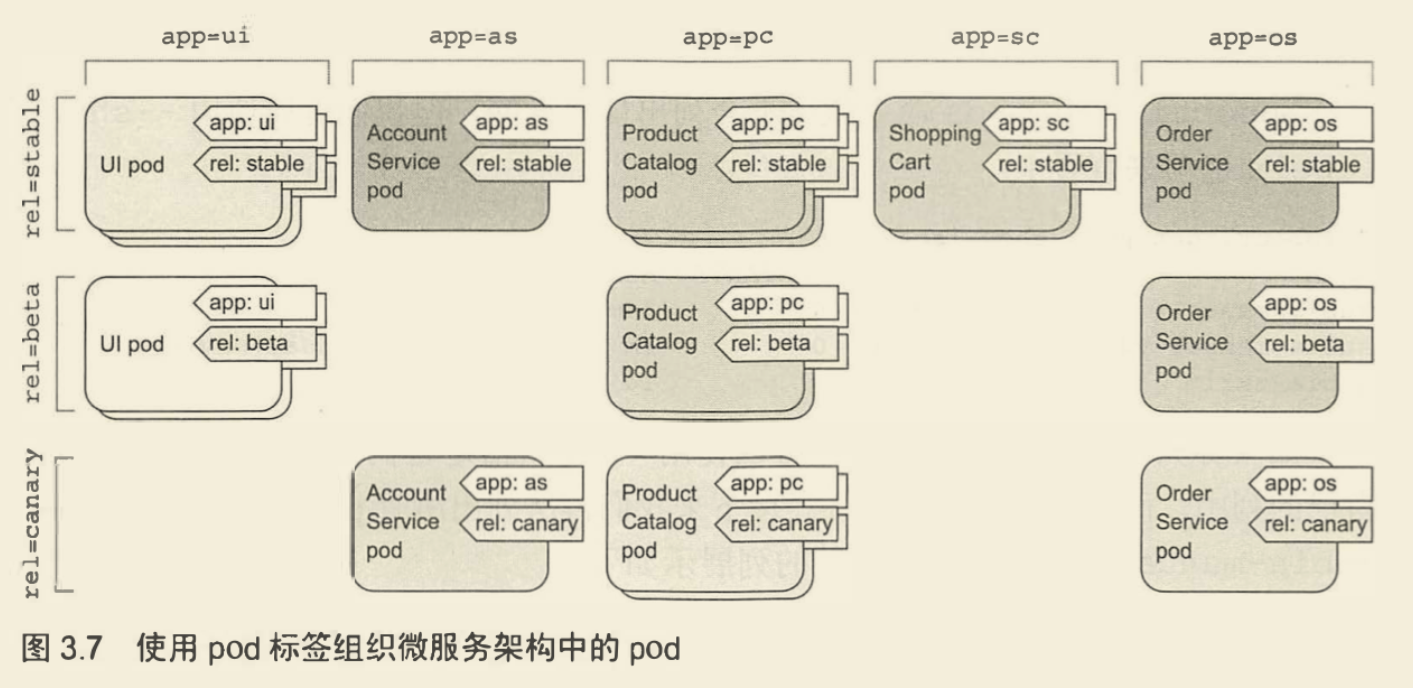 app=ui
app=as
app=pc
app=sc
app=os
rel=stable
UI pod
app: ui
rel: stable
Account
Service
pod
app: as
rel: stable
Product
Catalog
pod
app: pc
rel: stable
Shopping
Cart
pod
app: sc
rel: stable
Order
Service
pod
app: os
rel: stable
rel=beta
UI pod
app: ui
rel: beta
Product
Catalog
pod
app: pc
rel: beta
Order
Service
pod
app: os
rel: beta
rel=canary
Account
Service
pod
app: as
rel: canary
Product
Catalog
pod
app: pc
rel: canary
Order
Service
pod
app: os
rel: canary
图 3.7 使用 pod 标签组织微服务架构中的 pod